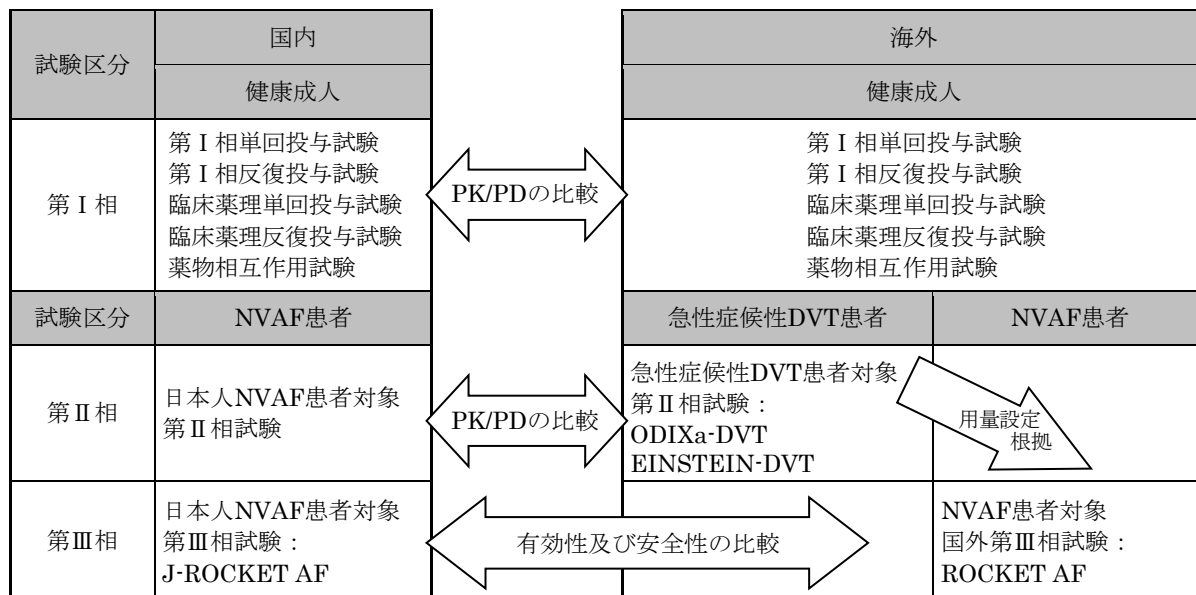 試験区分
国内
海外
健康成人
健康成人
第Ⅰ相
第Ⅰ相単回投与試験
第Ⅰ相反復投与試験
臨床薬理単回投与試験
臨床薬理反復投与試験
薬物相互作用試験
PK/PDの比較
第Ⅰ相単回投与試験
第Ⅰ相反復投与試験
臨床薬理単回投与試験
臨床薬理反復投与試験
薬物相互作用試験
試験区分
NVAF患者
急性症候性DVT患者
NVAF患者
第Ⅱ相
日本人NVAF患者対象
第Ⅱ相試験
PK/PDの比較
急性症候性DVT患者対象
第Ⅱ相試験：
ODIXa-DVT
EINSTEIN-DVT
用量設定
根拠
第Ⅲ相
日本人NVAF患者対象
第Ⅲ相試験：
J-ROCKET AF
有効性及び安全性の比較
NVAF患者対象
国外第Ⅲ相試験：
ROCKET AF